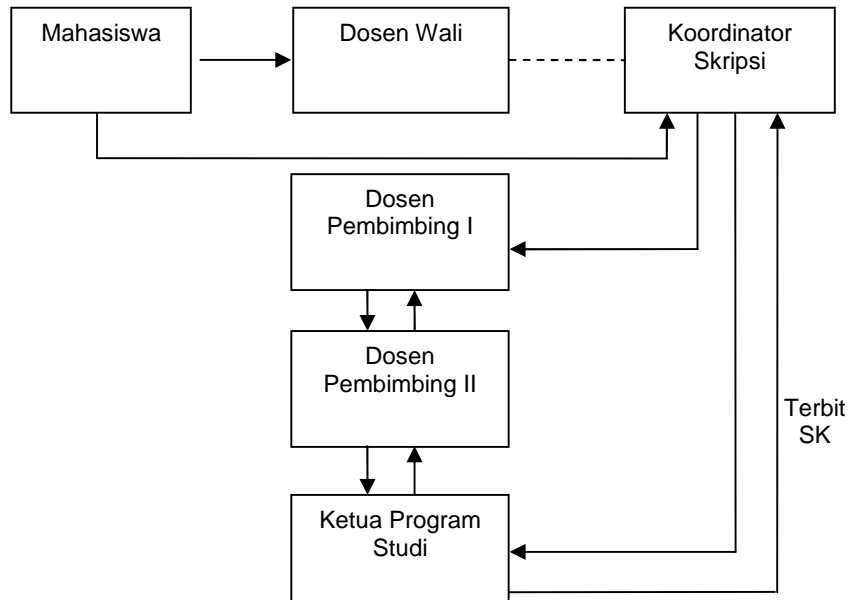 Mahasiswa
Dosen Wali
Koordinator
Skripsi
Dosen
Pembimbing I
Dosen
Pembimbing II
Terbit
SK
Ketua Program
Studi